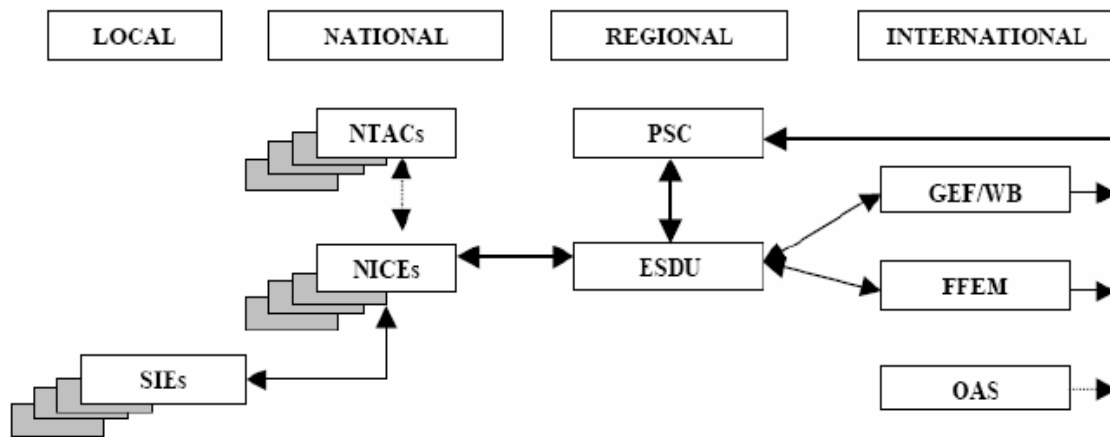 LOCAL
NATIONAL
REGIONAL
INTERNATIONAL
NTACs
PSC
GEF/WB
NICEs
ESDU
FFEM
SIEs
OAS